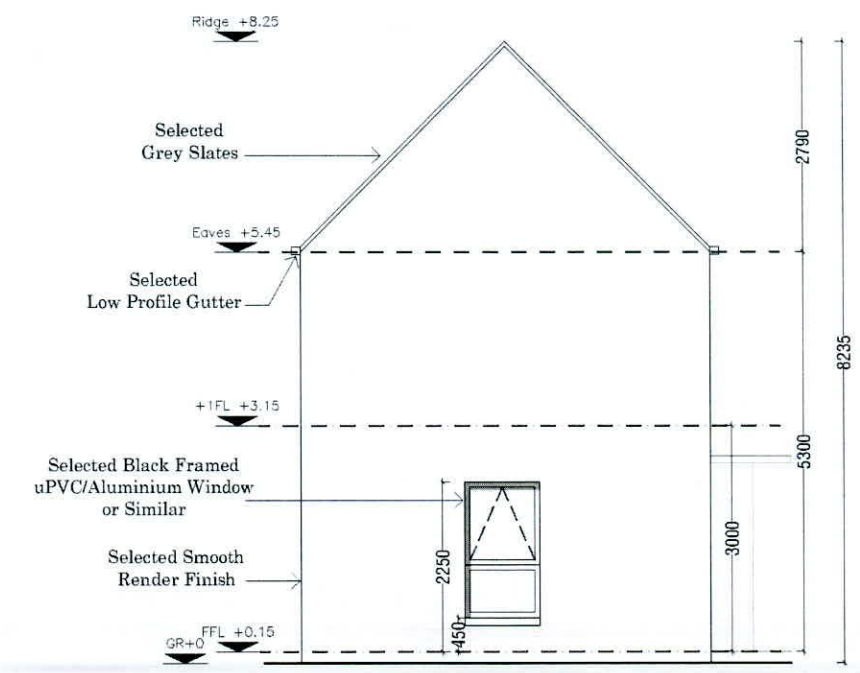 Ridge +8.25
Selected
Grey Slates
2790
Eaves +5.45
Selected
Low Profile Gutter
8235
+1FL +3.15
5300
Selected Black Framed
uPVC/Aluminium Window
or Similar
3000
2250
Selected Smooth
Render Finish
450
FFL +0.15
GR+0